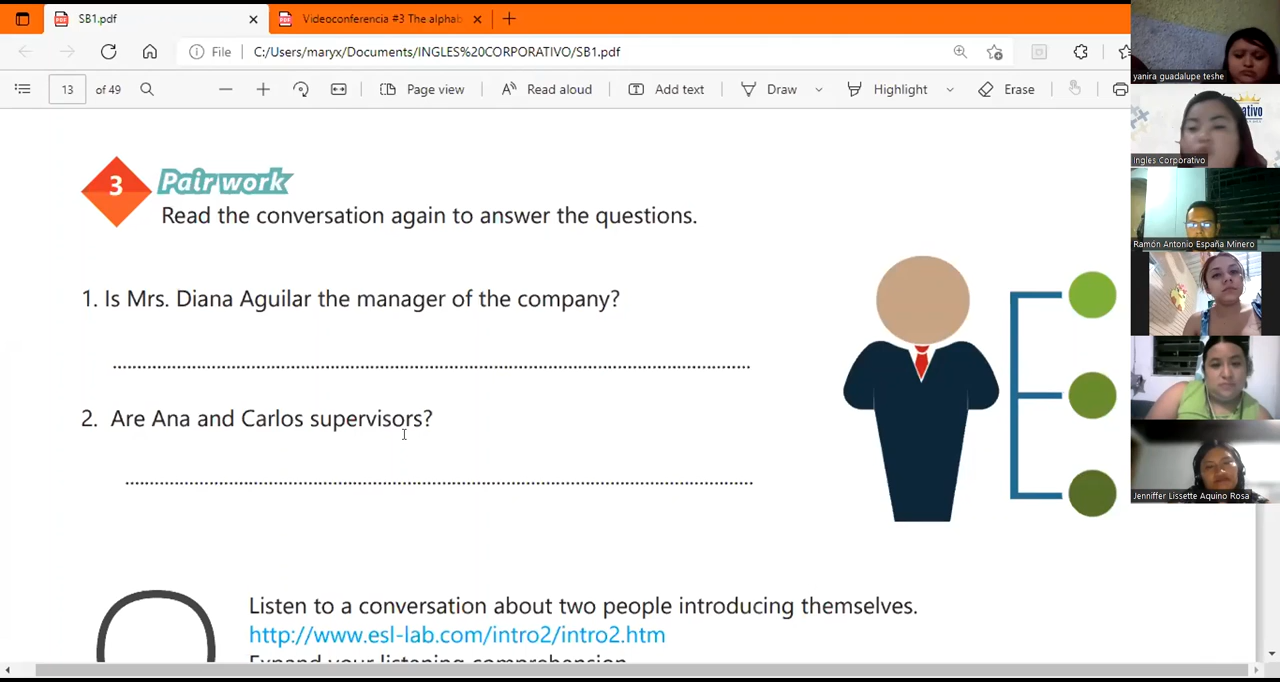 SB1.pdf
Videoconferencia #3 The alphab
File
C:/Users/maryx/Documents/INGLES%20CORPORATIVO/SB1.pdf
13 of 49
Page view
Read aloud
Add text
Draw
Highlight
Erase
yanira guadalupe teshe
Ingles Corporativo
Ramón Antonio España Minero
Jenniffer Lissette Aquino Rosa
3 Pair work
Read the conversation again to answer the questions.
1. Is Mrs. Diana Aguilar the manager of the company?
2. Are Ana and Carlos supervisors?
Listen to a conversation about two people introducing themselves.
http://www.esl-lab.com/intro2/intro2.htm
Expand your listening comprehension